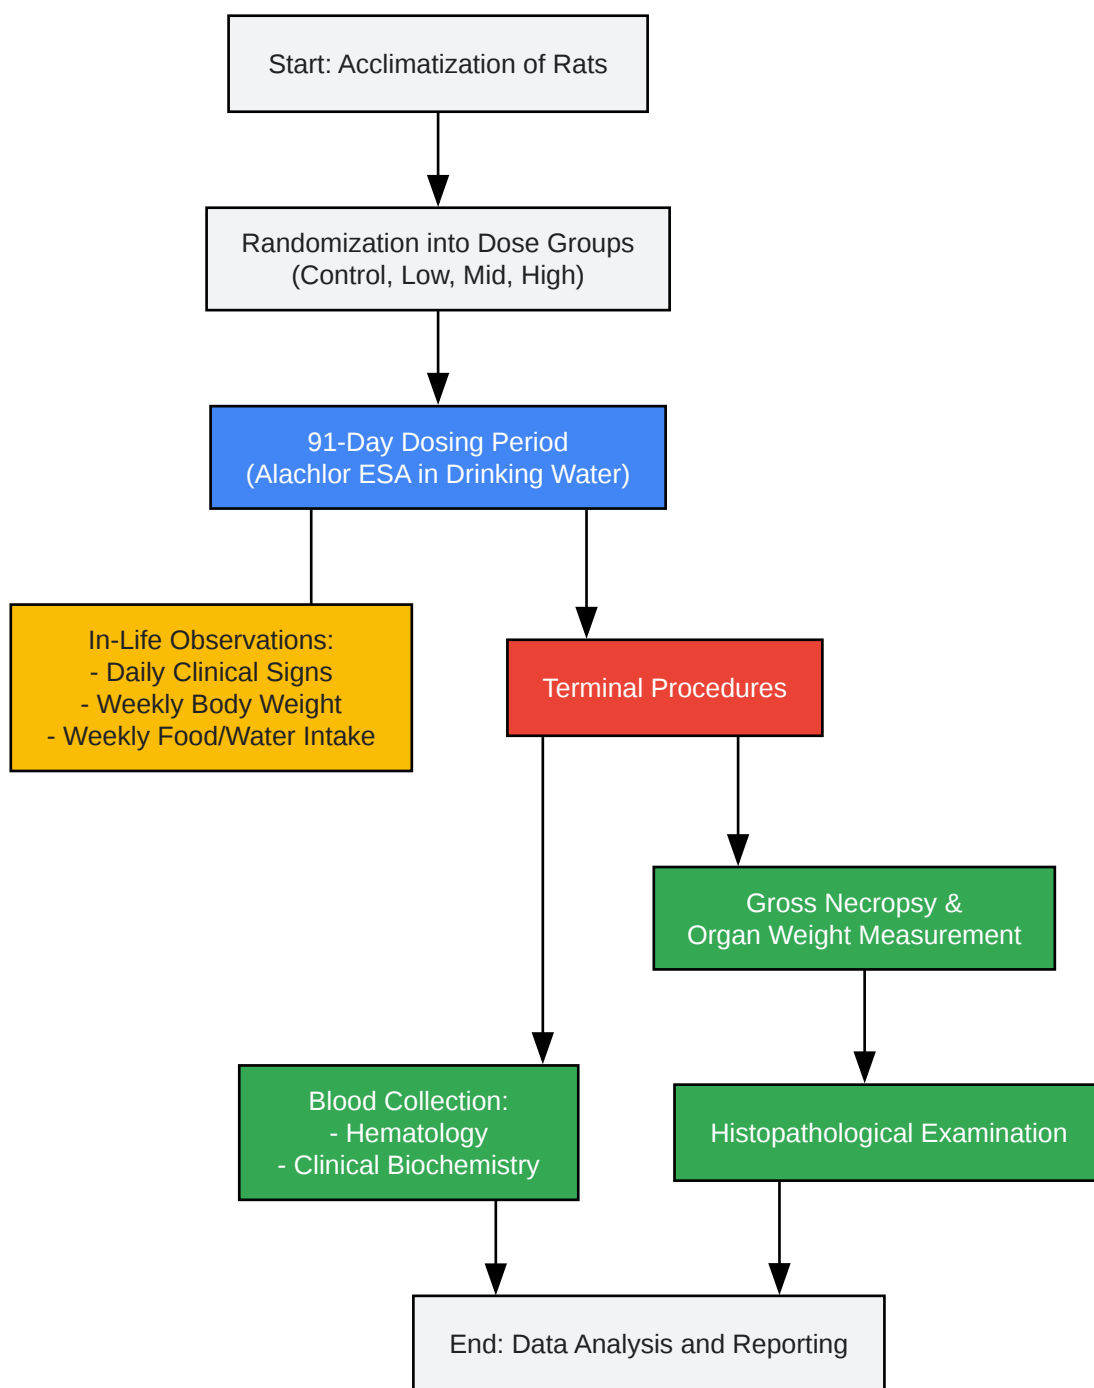 Start: Acclimatization of Rats
Randomization into Dose Groups
(Control, Low, Mid, High)
91-Day Dosing Period
(Alachlor ESA in Drinking Water)
In-Life Observations:
- Daily Clinical Signs
- Weekly Body Weight
- Weekly Food/Water Intake
Terminal Procedures
Gross Necropsy &
Organ Weight Measurement
Blood Collection:
- Hematology
- Clinical Biochemistry
Histopathological Examination
End: Data Analysis and Reporting